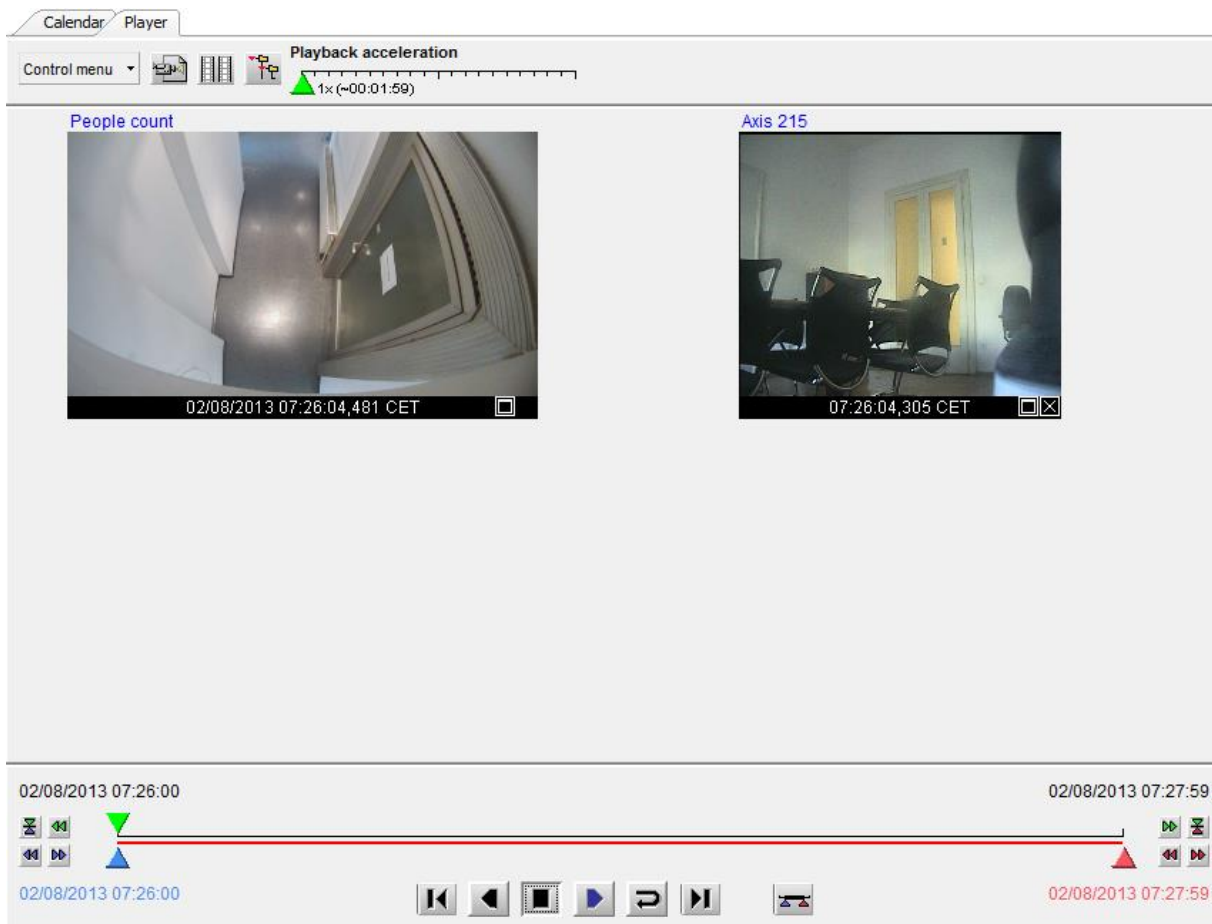 Calendar Player
Control menu
Playback acceleration
1x (~00:01:59)
People count
Axis 215
02/08/2013 07:26:04,481 CET
07:26:04,305 CET
02/08/2013 07:26:00
02/08/2013 07:27:59
02/08/2013 07:26:00
02/08/2013 07:27:59